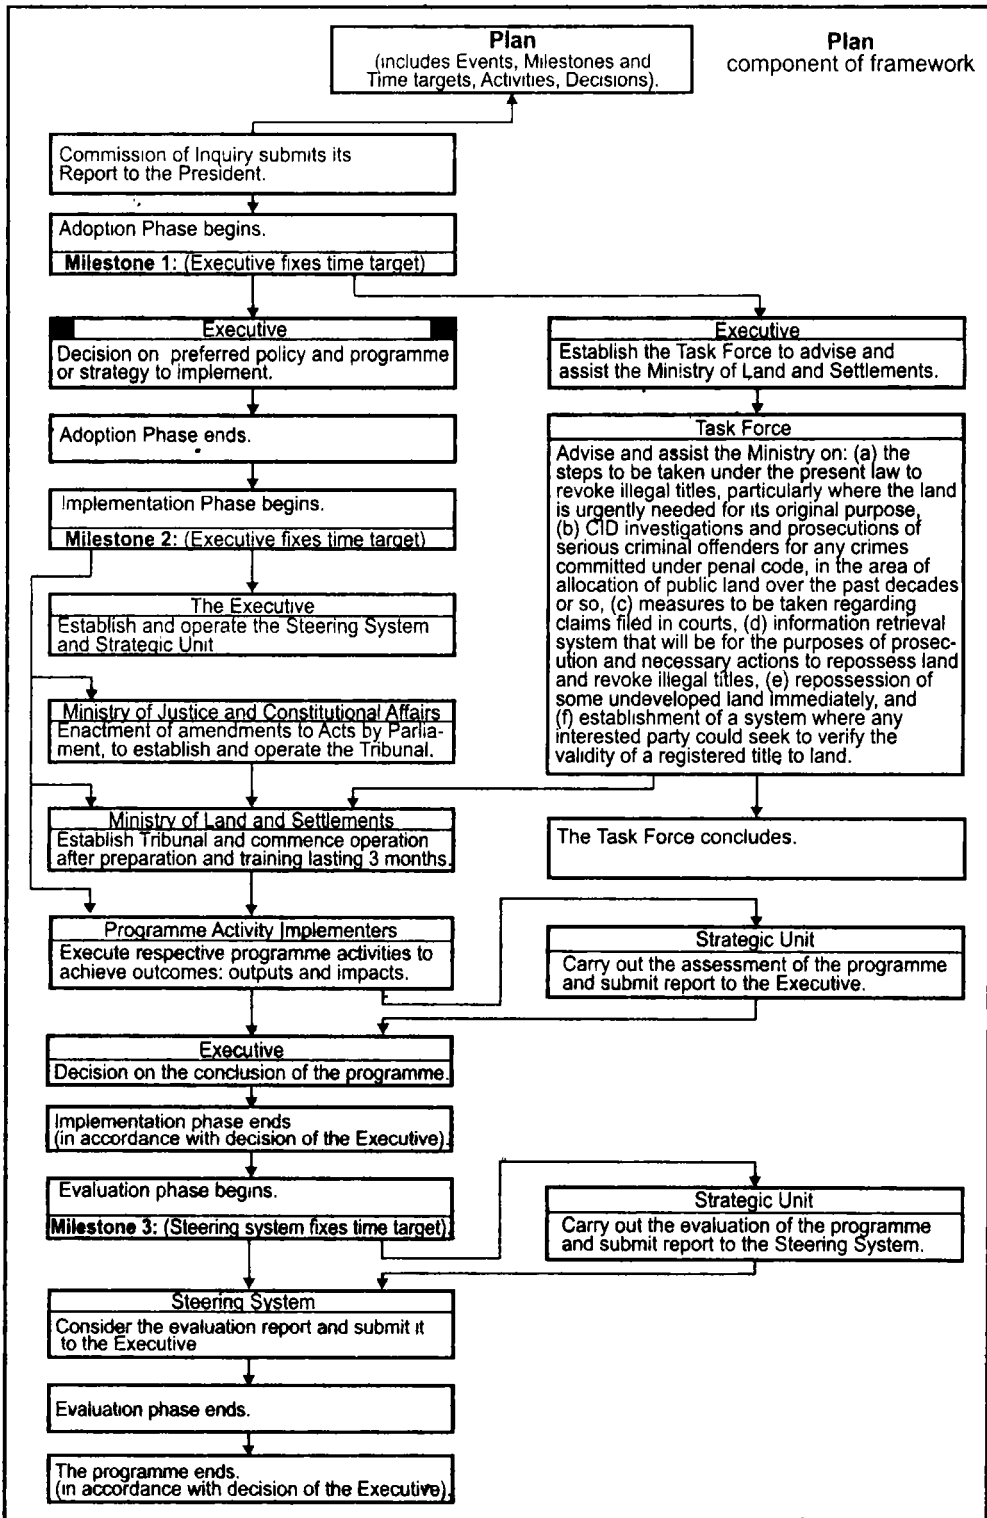 Plan
(includes Events, Milestones and
Time targets, Activities, Decisions).
Plan
component of framework
Commission of Inquiry submits its
Report to the President.
Adoption Phase begins.
Milestone 1: (Executive fixes time target)
Executive
Decision on preferred policy and programme
or strategy to implement.
Executive
Establish the Task Force to advise and
assist the Ministry of Land and Settlements.
Adoption Phase ends.
Task Force
Advise and assist the Ministry on: (a) the
steps to be taken under the present law to
revoke illegal titles, particularly where the land
is urgently needed for its original purpose,
(b) CID investigations and prosecutions of
serious criminal offenders for any crimes
committed under penal code, in the area of
allocation of public land over the past decades
or so, (c) measures to be taken regarding
claims filed in courts, (d) information retrieval
system that will be for the purposes of prosec-
ution and necessary actions to repossess land
and revoke illegal titles, (e) repossession of
some undeveloped land immediately, and
(f) establishment of a system where any
interested party could seek to verify the
validity of a registered title to land.
Implementation Phase begins.
Milestone 2: (Executive fixes time target)
The Executive
Establish and operate the Steering System
and Strategic Unit
Ministry of Justice and Constitutional Affairs
Enactment of amendments to Acts by Parlia-
ment, to establish and operate the Tribunal.
Ministry of Land and Settlements
Establish Tribunal and commence operation
after preparation and training lasting 3 months.
The Task Force concludes.
Programme Activity Implementers
Execute respective programme activities to
achieve outcomes: outputs and impacts.
Strategic Unit
Carry out the assessment of the programme
and submit report to the Executive.
Executive
Decision on the conclusion of the programme.
Implementation phase ends
(in accordance with decision of the Executive).
Evaluation phase begins.
Milestone 3: (Steering system fixes time target)
Strategic Unit
Carry out the evaluation of the programme
and submit report to the Steering System.
Steering System
Consider the evaluation report and submit it
to the Executive
Evaluation phase ends.
The programme ends.
(in accordance with decision of the Executive).